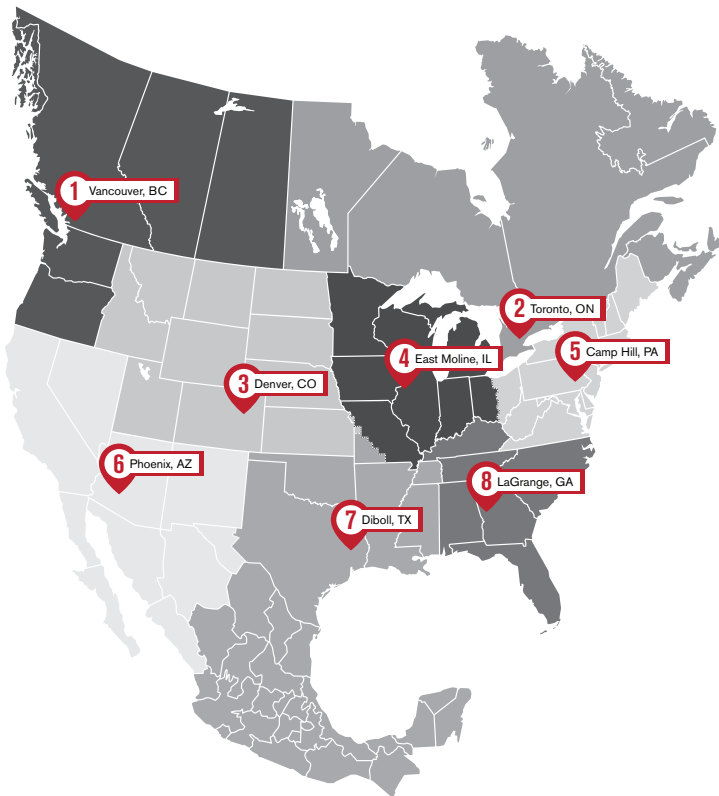 1 Vancouver, BC
2 Toronto, ON
3 Denver, CO
4 East Moline, IL
5 Camp Hill, PA
6 Phoenix, AZ
7 Diboll, TX
8 LaGrange, GA